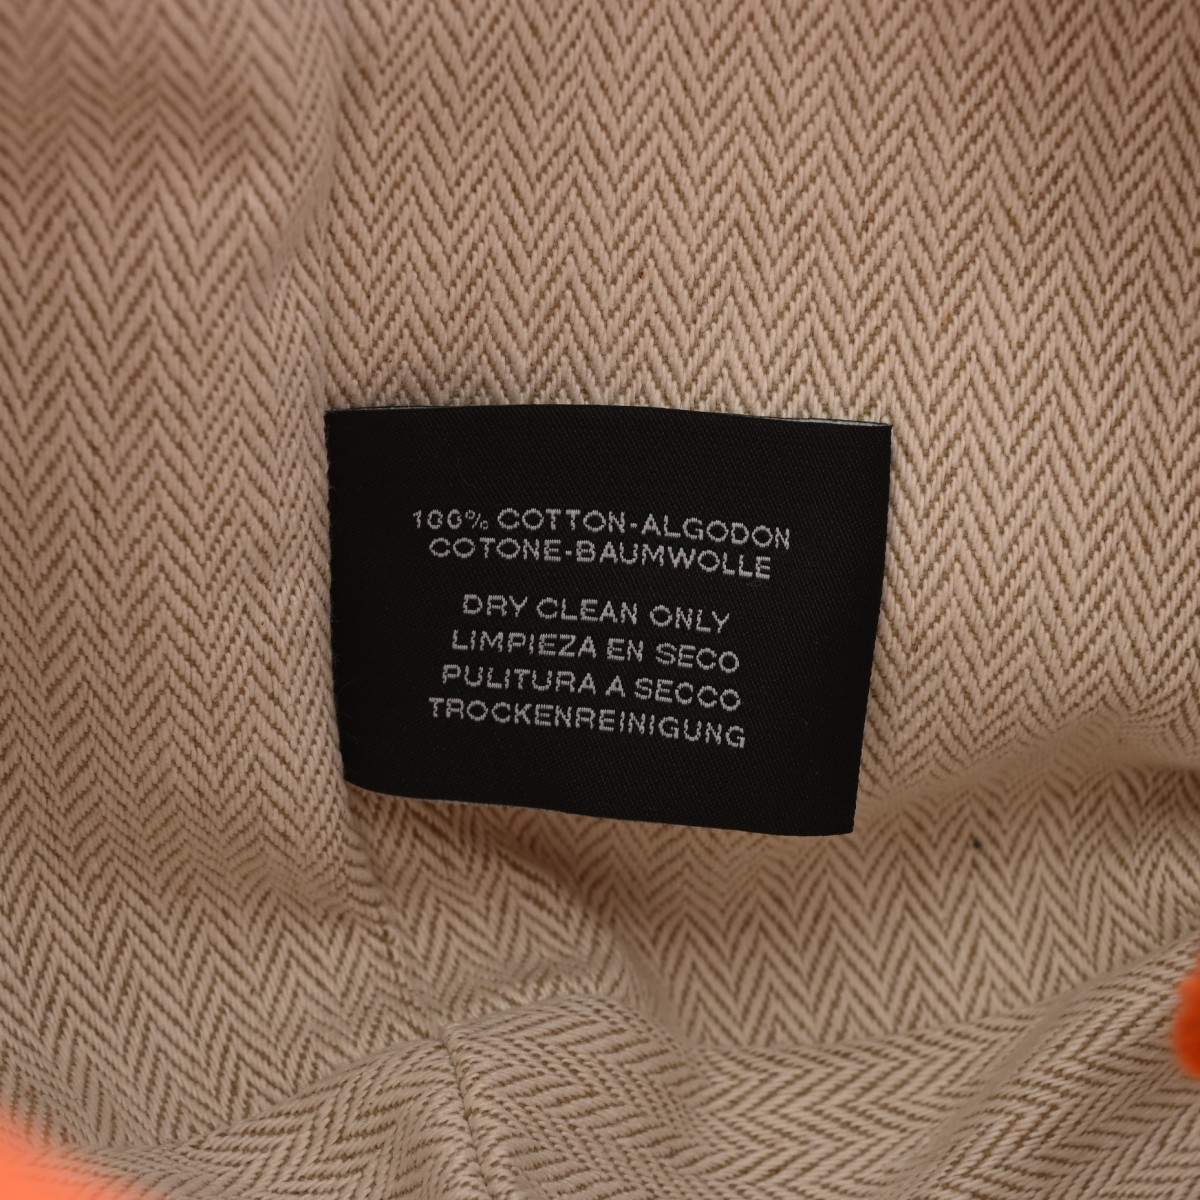 100% COTTON-ALGODON
COTONE-BAUMWOLLE
DRY CLEAN ONLY
LIMPIEZA EN SECO
PULITURA A SECCO
TROCKENREINIGUNG